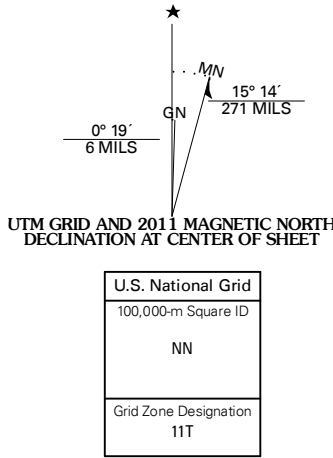 ★
MN
15° 14´
271 MILS
GN
0° 19´
6 MILS
UTM GRID AND 2011 MAGNETIC NORTH
DECLINATION AT CENTER OF SHEET
U.S. National Grid
100,000-m Square ID
NN
Grid Zone Designation
11T